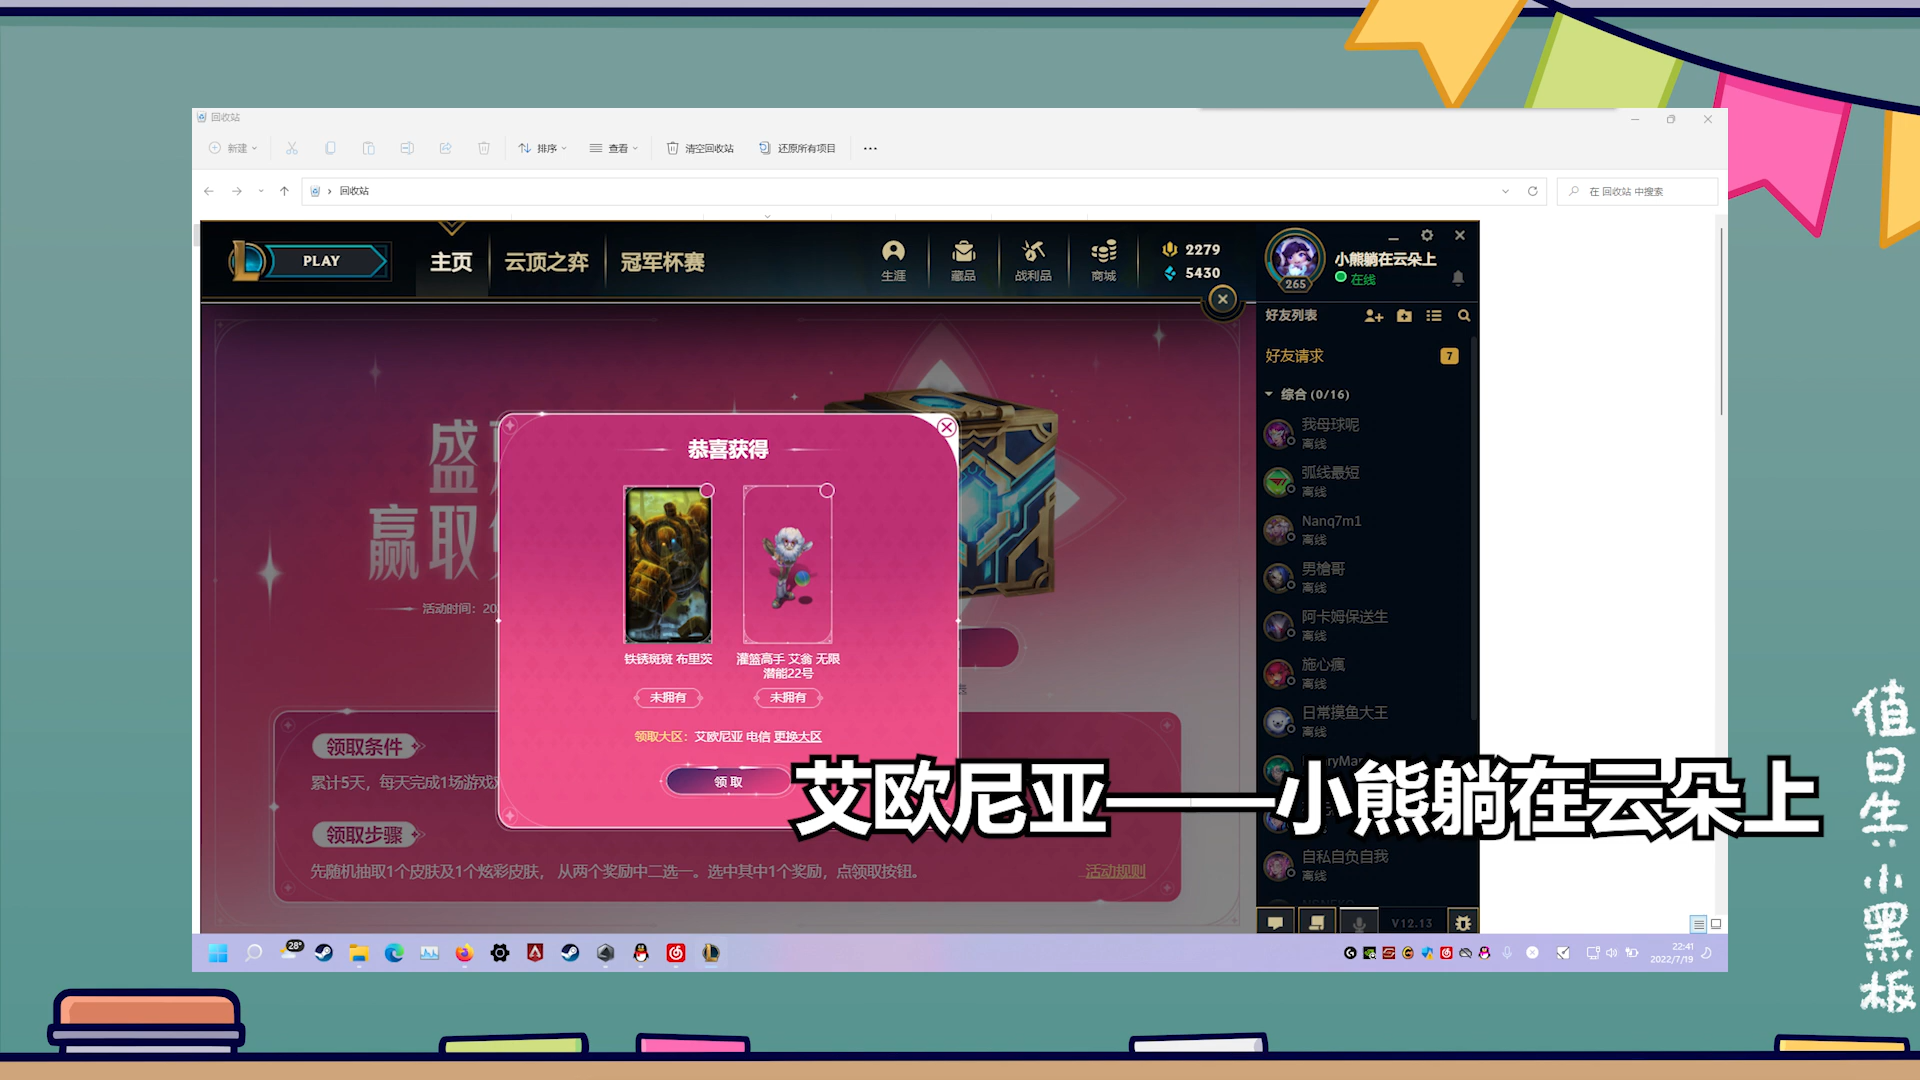 回收站
新建
排序
查看
清空回收站
还原所有项目
回收站
在 回收站 中搜索
PLAY
主页
云顶之弈
冠军杯赛
生涯
藏品
战利品
商城
2279
5430
265
小熊躺在云朵上
在线
好友列表
好友请求
7
综合 (0/16)
我母球呢
离线
弧线最短
离线
Nanq7m1
离线
男槍哥
离线
阿卡姆保送生
离线
施心瘋
离线
日常摸鱼大王
离线
自私自负自我
离线
V12.13
盛
赢取
活动时间: 20
恭喜获得
铁锈斑斑 布里茨
未拥有
灌篮高手 艾翁 无限
潜能22号
未拥有
领取大区: 艾欧尼亚 电信 更换大区
领 取
领取条件
累计5天，每天完成1场游戏
领取步骤
先随机抽取1个皮肤及1个炫彩皮肤， 从两个奖励中二选一。选中其中1个奖励，点领取按钮。
活动规则
艾欧尼亚——小熊躺在云朵上
28°
22:41
2022/7/19
值日生：小黑板